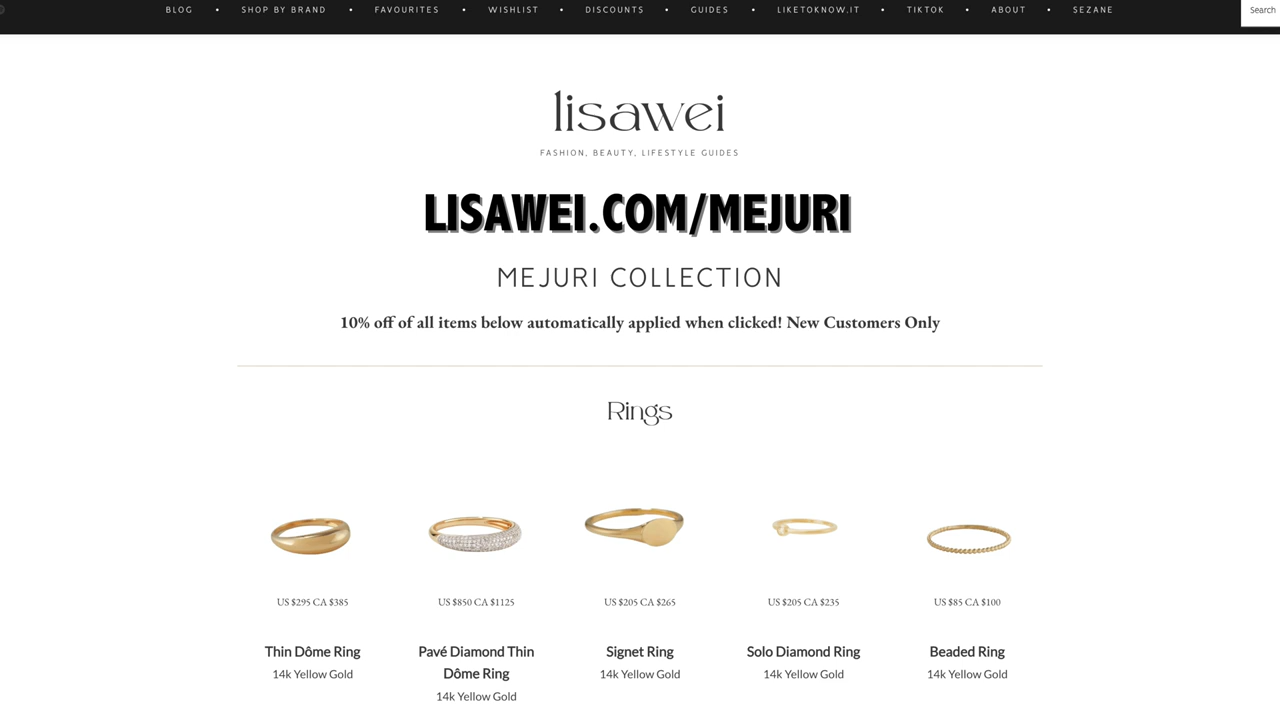 BLOG • SHOP BY BRAND • FAVOURITES • WISHLIST • DISCOUNTS • GUIDES • LIKETOKNOW.IT • TIKTOK • ABOUT • SEZANE
Search
lisawei
FASHION, BEAUTY, LIFESTYLE GUIDES
LISAWEI.COM/MEJURI
MEJURI COLLECTION
10% off of all items below automatically applied when clicked! New Customers Only
Rings
US $295 CA $385
US $850 CA $1125
US $205 CA $265
US $205 CA $235
US $85 CA $100
Thin Dôme Ring
14k Yellow Gold
Pavé Diamond Thin
Dôme Ring
14k Yellow Gold
Signet Ring
14k Yellow Gold
Solo Diamond Ring
14k Yellow Gold
Beaded Ring
14k Yellow Gold